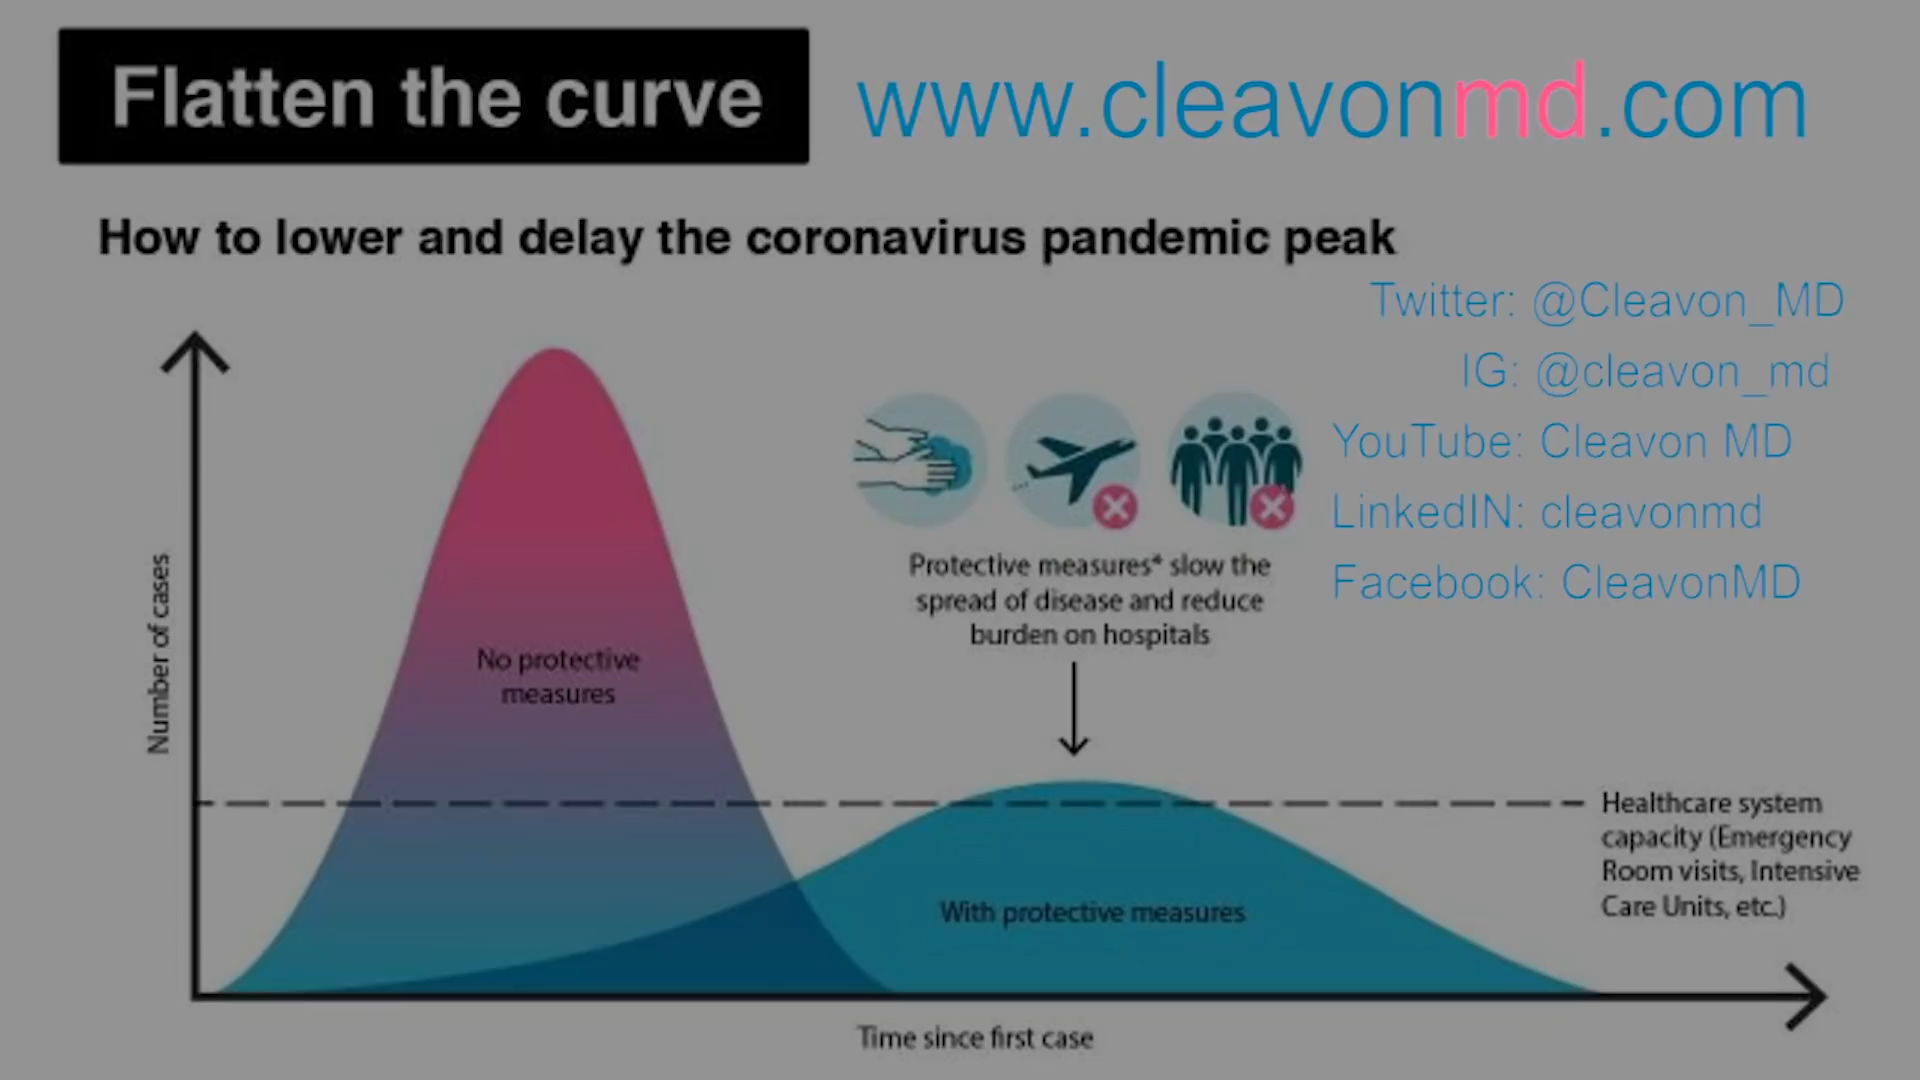 Flatten the curve
www.cleavonmd.com
How to lower and delay the coronavirus pandemic peak
Twitter: @Cleavon_MD
IG: @cleavon_md
YouTube: Cleavon MD
LinkedIN: cleavonmd
Facebook: CleavonMD
Protective measures* slow the
spread of disease and reduce
burden on hospitals
Number of cases
No protective
measures
With protective measures
Healthcare system
capacity (Emergency
Room visits, Intensive
Care Units, etc.)
Time since first case